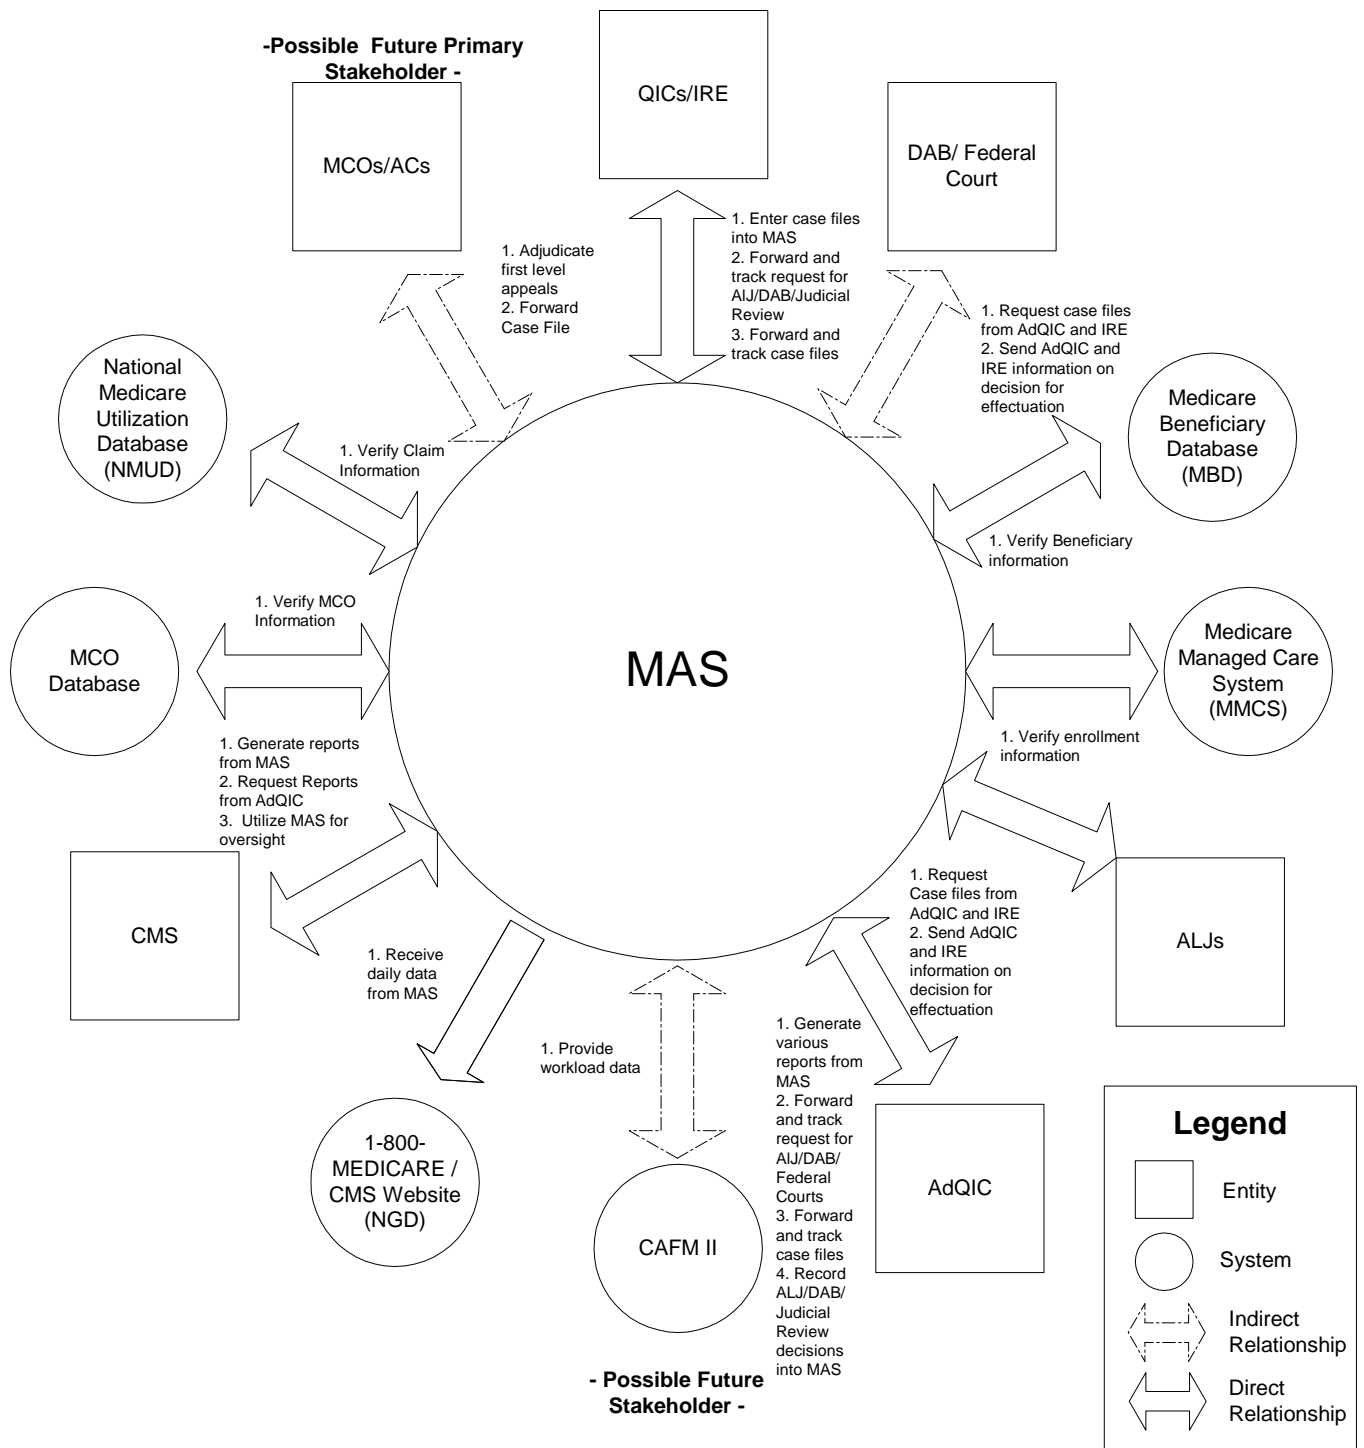 -Possible  Future Primary
Stakeholder -
MCOs/ACs
QICs/IRE
DAB/ Federal
Court
1. Adjudicate
first level
appeals
2. Forward
Case File
1. Enter case files
into MAS
2. Forward and
track request for
AlJ/DAB/Judicial
Review
3. Forward and
track case files
1. Request case files
from AdQIC and IRE
2. Send AdQIC and
IRE information on
decision for
effectuation
National
Medicare
Utilization
Database
(NMUD)
1. Verify Claim
Information
Medicare
Beneficiary
Database
(MBD)
1. Verify Beneficiary
information
MCO
Database
1. Verify MCO
Information
MAS
Medicare
Managed Care
System
(MMCS)
1. Verify enrollment
information
1. Generate reports
from MAS
2. Request Reports
from AdQIC
3.  Utilize MAS for
oversight
CMS
1. Request
Case files from
AdQIC and IRE
2. Send AdQIC
and IRE
information on
decision for
effectuation
ALJs
1. Receive
daily data
from MAS
1-800-
MEDICARE /
CMS Website
(NGD)
1. Provide
workload data
CAFM II
- Possible Future
Stakeholder -
1. Generate
various
reports from
MAS
2. Forward
and track
request for
AlJ/DAB/
Federal
Courts
3. Forward
and track
case files
4. Record
ALJ/DAB/
Judicial
Review
decisions
into MAS
AdQIC
Legend
Entity
System
Indirect
Relationship
Direct
Relationship